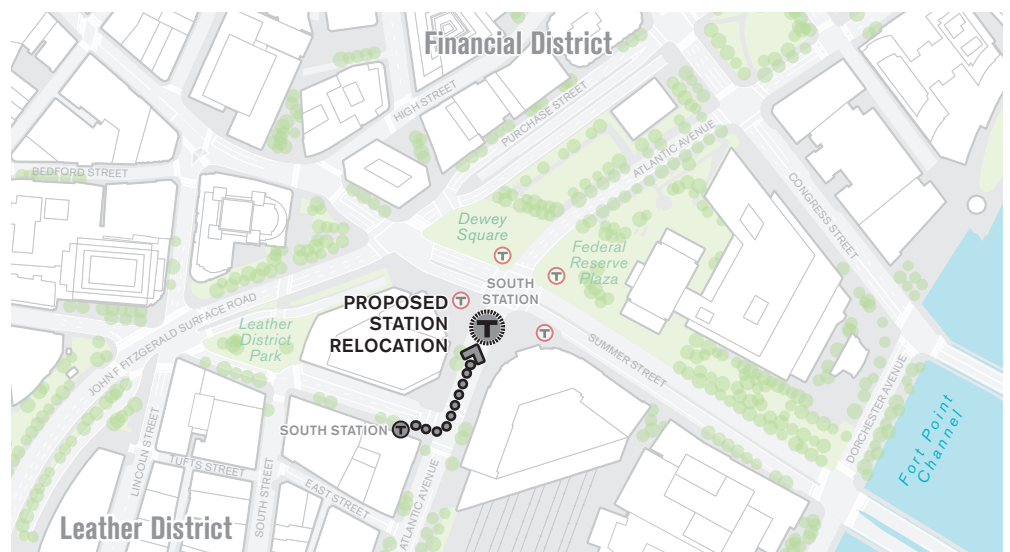 Financial District
HIGH STREET
PURCHASE STREET
ATLANTIC AVENUE
BEDFORD STREET
CONGRESS STREET
Dewey
Square
Federal
Reserve
Plaza
T
T
SOUTH
STATION
T
PROPOSED
STATION
RELOCATION
T
T
JOHN F FITZGERALD SURFACE ROAD
Leather
District
Park
SUMMER STREET
DORCHESTER AVENUE
Fort Point
Channel
SOUTH STATION
T
LINCOLN STREET
TUFTS STREET
SOUTH STREET
EAST STREET
ATLANTIC AVENUE
Leather District